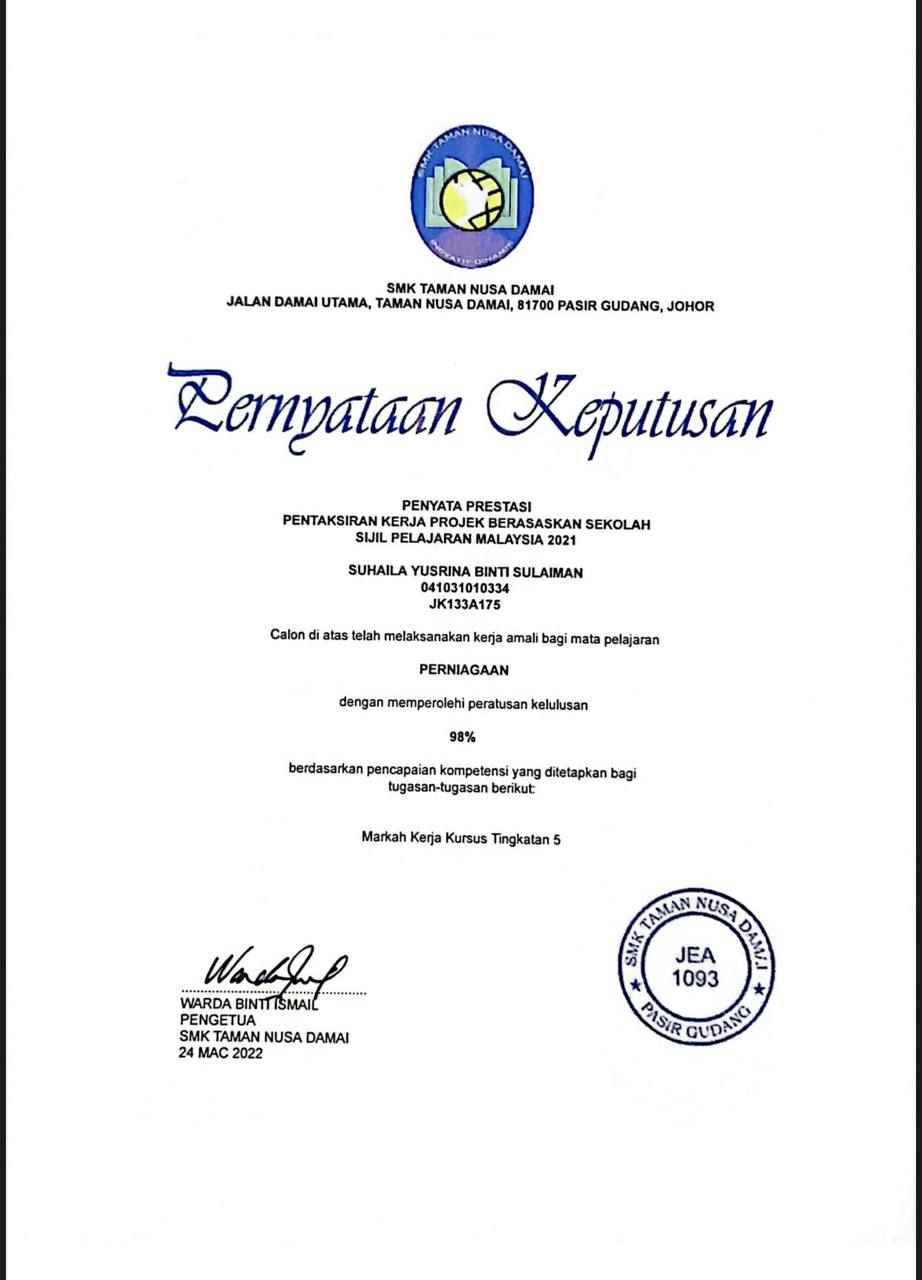 SMK TAMAN NUSA DAMAI
INOVATIF DINAMIK
SMK TAMAN NUSA DAMAI
JALAN DAMAI UTAMA, TAMAN NUSA DAMAI, 81700 PASIR GUDANG, JOHOR
Pernyataan Keputusan
PENYATA PRESTASI
PENTAKSIRAN KERJA PROJEK BERASASKAN SEKOLAH
SIJIL PELAJARAN MALAYSIA 2021
SUHAILA YUSRINA BINTI SULAIMAN
041031010334
JK133A175
Calon di atas telah melaksanakan kerja amali bagi mata pelajaran
PERNIAGAAN
dengan memperolehi peratusan kelulusan
98%
berdasarkan pencapaian kompetensi yang ditetapkan bagi
tugasan-tugasan berikut:
Markah Kerja Kursus Tingkatan 5
WARDA BINTI ISMAIL
PENGETUA
SMK TAMAN NUSA DAMAI
24 MAC 2022
SMK TAMAN NUSA DAMAI
JEA
1093
PASIR GUDANG